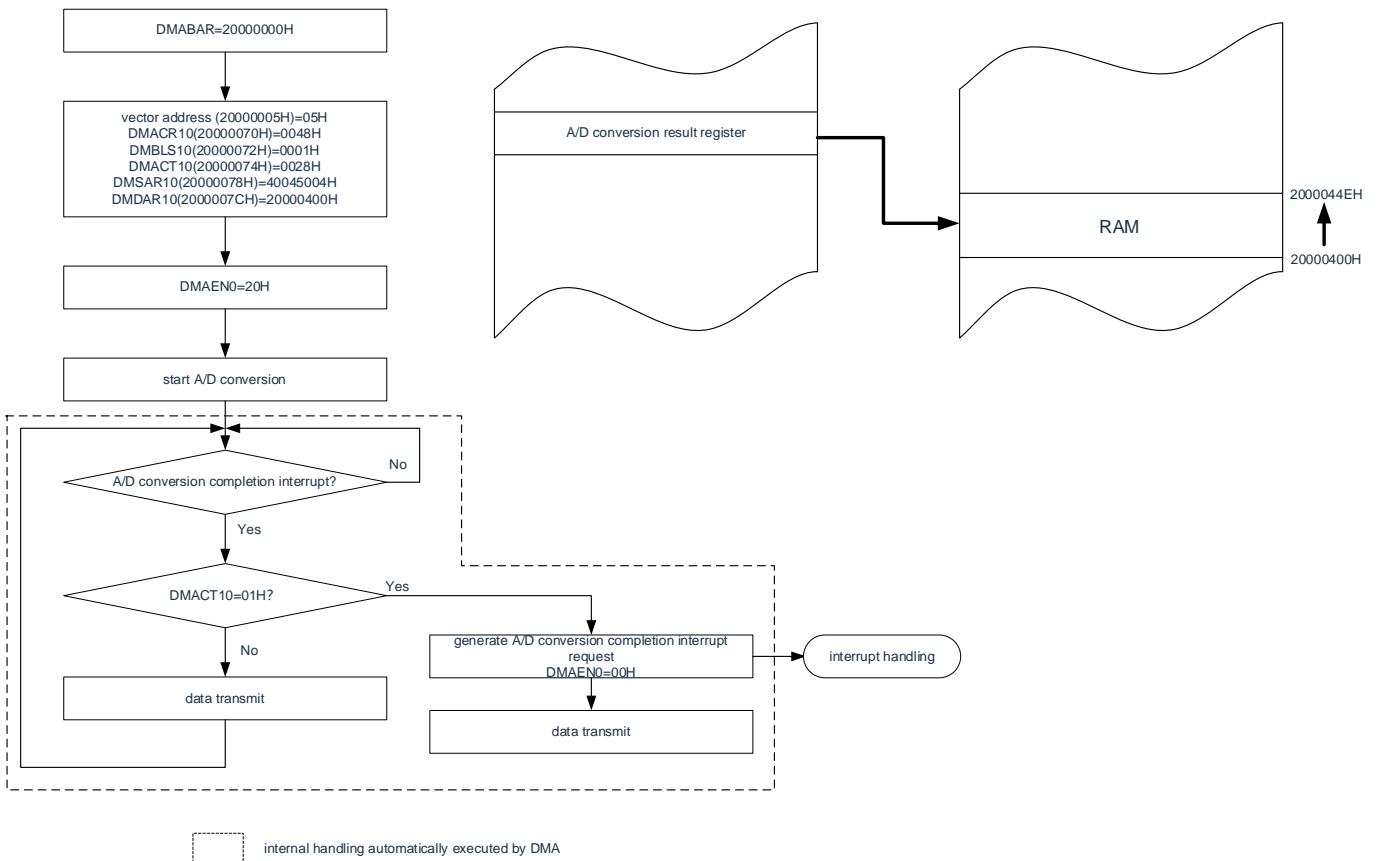 DMABAR=20000000H
vector address (20000005H)=05H
DMACR10(20000070H)=0048H
DMBLS10(20000072H)=0001H
DMACT10(20000074H)=0028H
DMSAR10(20000078H)=40045004H
DMDAR10(2000007CH)=20000400H
DMAEN0=20H
start A/D conversion
A/D conversion completion interrupt?
No
Yes
DMACT10=01H?
Yes
No
data transmit
generate A/D conversion completion interrupt
request
DMAEN0=00H
interrupt handling
data transmit
internal handling automatically executed by DMA
A/D conversion result register
RAM
2000044EH
20000400H